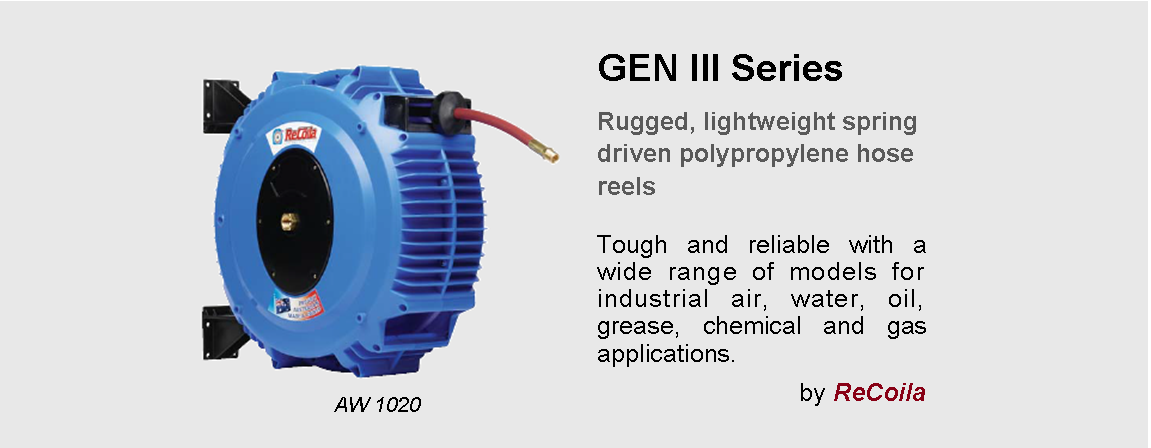 ReCoila
GEN III Series
Rugged, lightweight spring
driven polypropylene hose
reels
Tough and reliable with a
wide range of models for
industrial air, water, oil,
grease, chemical and gas
applications.
by ReCoila
AW 1020